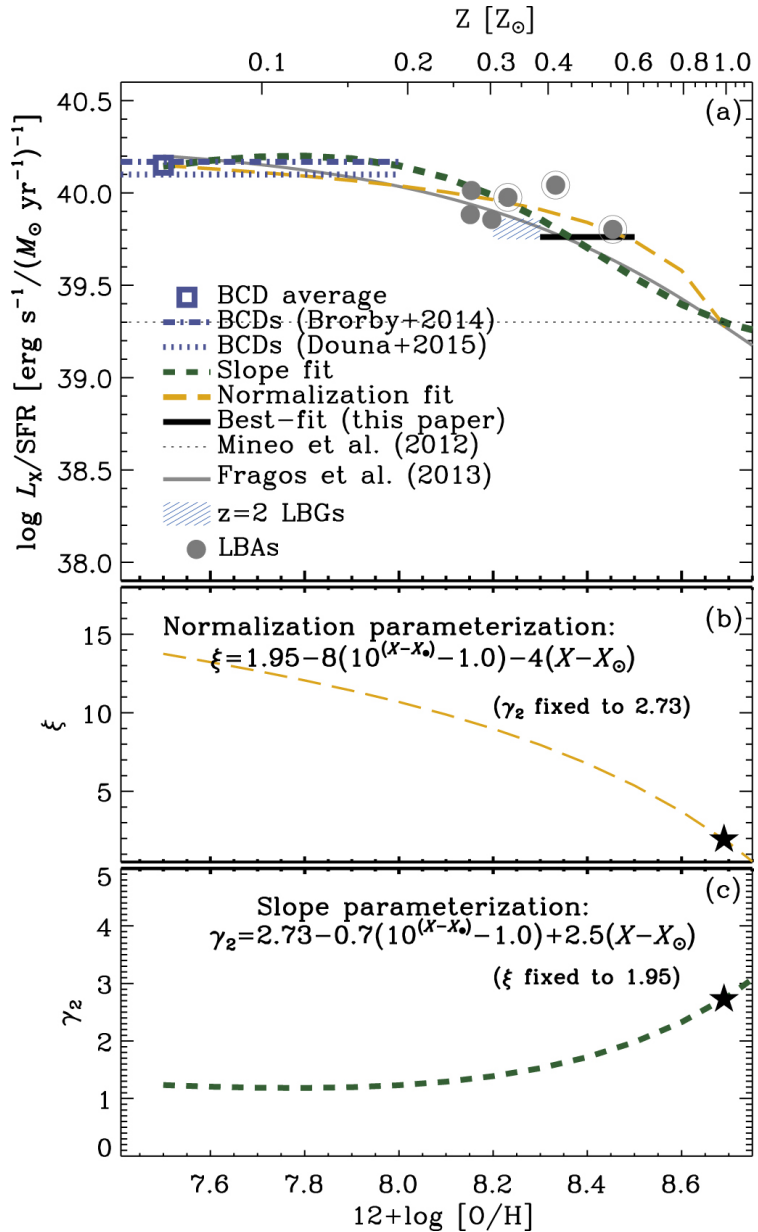 Z [Z⊙]
0.1 0.2 0.3 0.4 0.6 0.8 1.0
(a)
log L_X/SFR [erg s⁻¹/(M⊙ yr⁻¹)⁻¹]
40.5
40.0
39.5
39.0
38.5
38.0
BCD average
BCDs (Brorby+2014)
BCDs (Douna+2015)
Slope fit
Normalization fit
Best-fit (this paper)
Mineo et al. (2012)
Fragos et al. (2013)
z=2 LBGs
LBAs
(b)
Normalization parameterization:
ξ=1.95−8(10^(X−X⊙)−1.0)−4(X−X⊙)
(γ₂ fixed to 2.73)
ξ
15
10
5
(c)
Slope parameterization:
γ₂=2.73−0.7(10^(X−X⊙)−1.0)+2.5(X−X⊙)
(ξ fixed to 1.95)
γ₂
5
4
3
2
1
0
7.6 7.8 8.0 8.2 8.4 8.6
12+log [O/H]